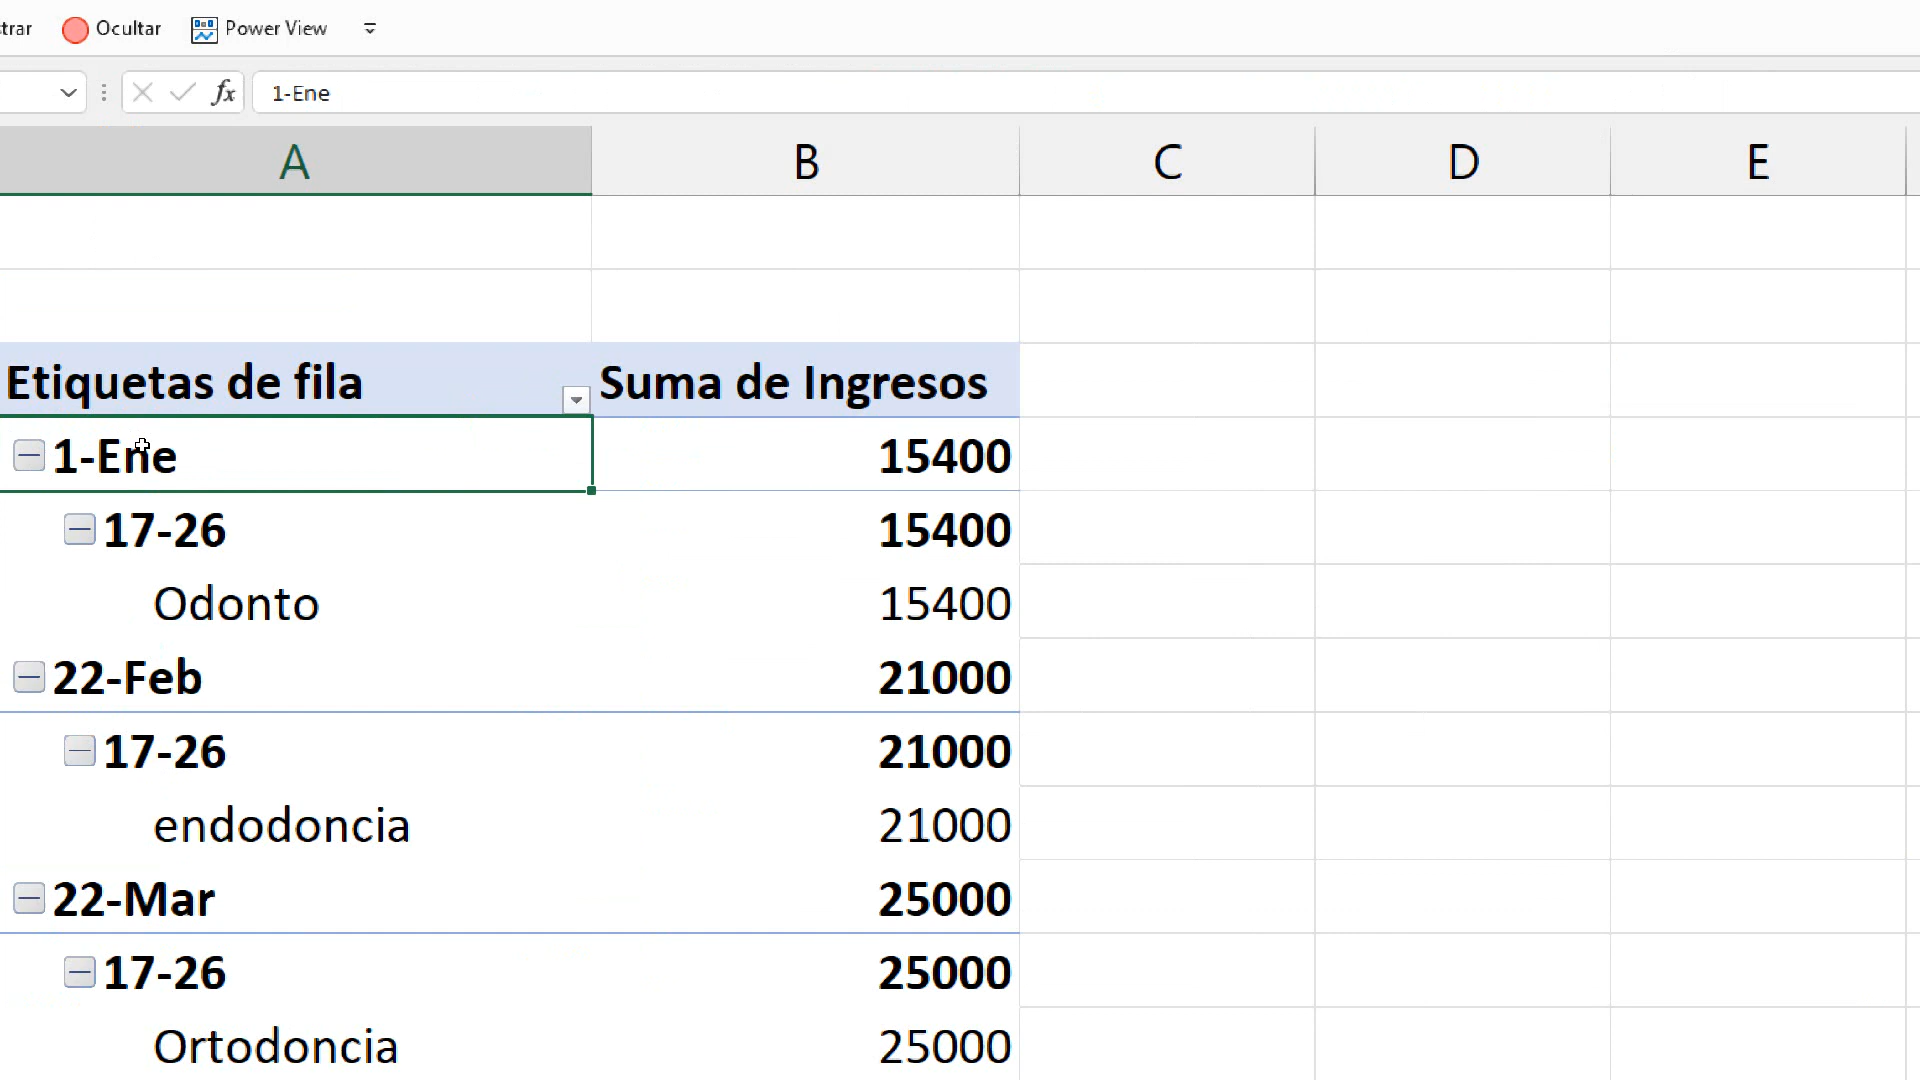 trar Ocultar Power View
fx 1-Ene
A B C D E
Etiquetas de fila Suma de Ingresos
1-Ene 15400
17-26 15400
Odonto 15400
22-Feb 21000
17-26 21000
endodoncia 21000
22-Mar 25000
17-26 25000
Ortodoncia 25000